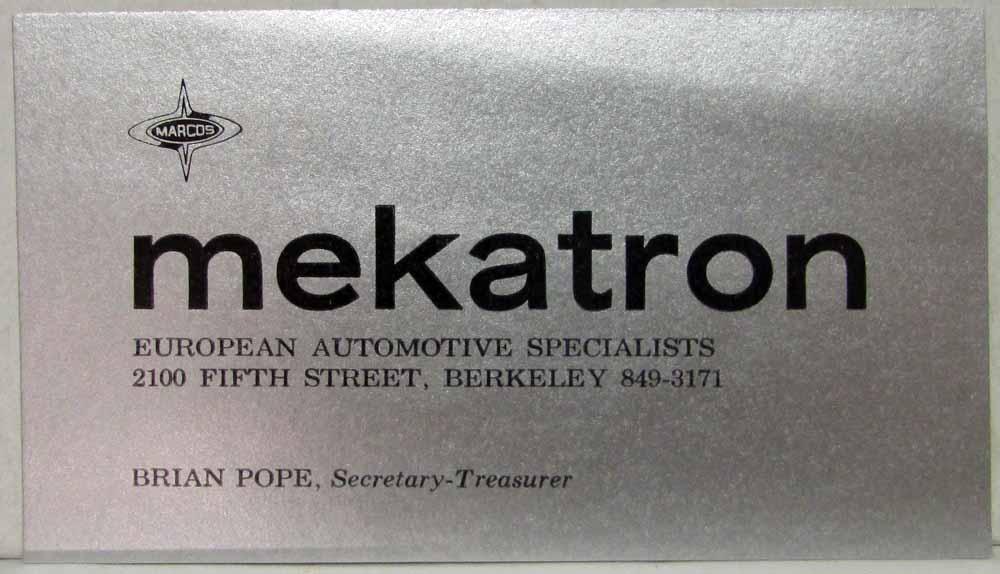 MARCOS
mekatron
EUROPEAN AUTOMOTIVE SPECIALISTS
2100 FIFTH STREET, BERKELEY 849-3171
BRIAN POPE, Secretary-Treasurer